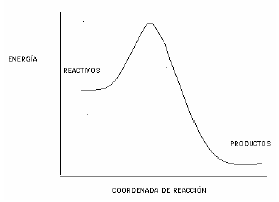 ENERGÍA
REACTIVOS
PRODUCTOS
COORDENADA DE REACCIÓN